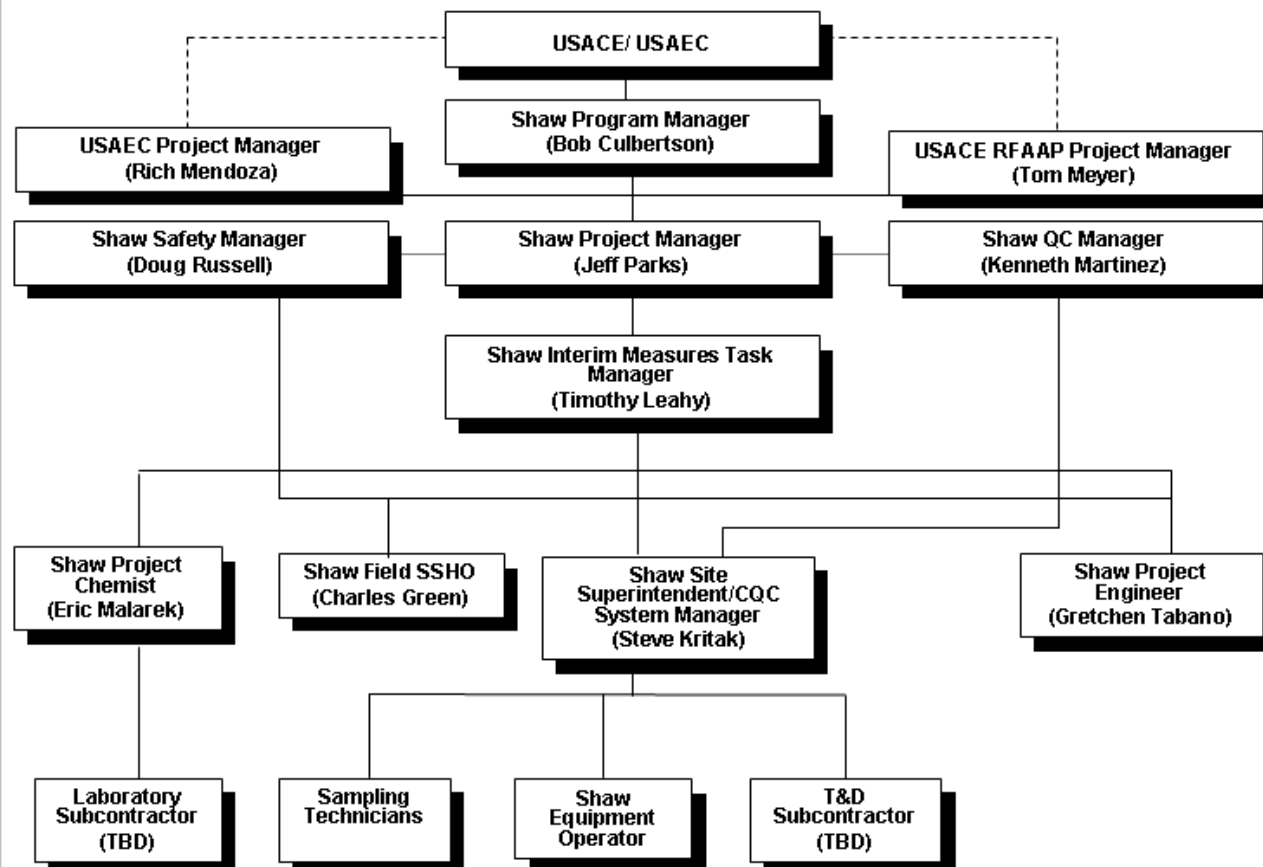 USACE/ USAEC
Shaw Program Manager
(Bob Culbertson)
USAEC Project Manager
(Rich Mendoza)
USACE RFAAP Project Manager
(Tom Meyer)
Shaw Safety Manager
(Doug Russell)
Shaw Project Manager
(Jeff Parks)
Shaw QC Manager
(Kenneth Martinez)
Shaw Interim Measures Task
Manager
(Timothy Leahy)
Shaw Project
Chemist
(Eric Malarek)
Shaw Field SSHO
(Charles Green)
Shaw Site
Superintendent/CQC
System Manager
(Steve Kritak)
Shaw Project
Engineer
(Gretchen Tabano)
Laboratory
Subcontractor
(TBD)
Sampling
Technicians
Shaw
Equipment
Operator
T&D
Subcontractor
(TBD)